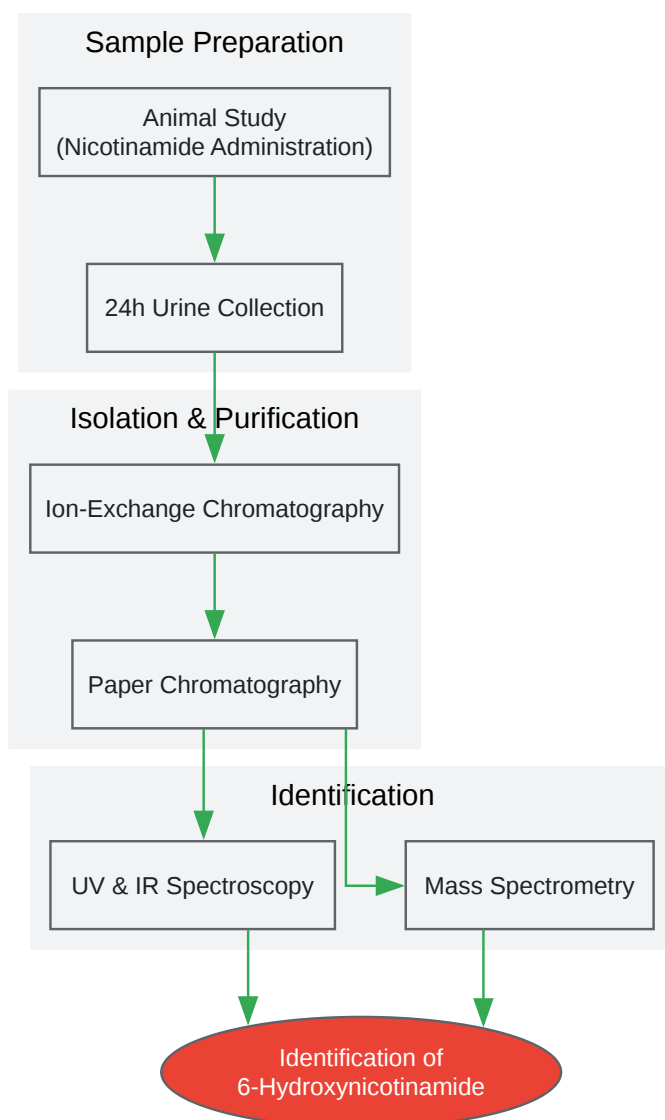 Sample Preparation
Animal Study
(Nicotinamide Administration)
24h Urine Collection
Isolation & Purification
Ion-Exchange Chromatography
Paper Chromatography
Identification
UV & IR Spectroscopy
Mass Spectrometry
Identification of
6-Hydroxynicotinamide